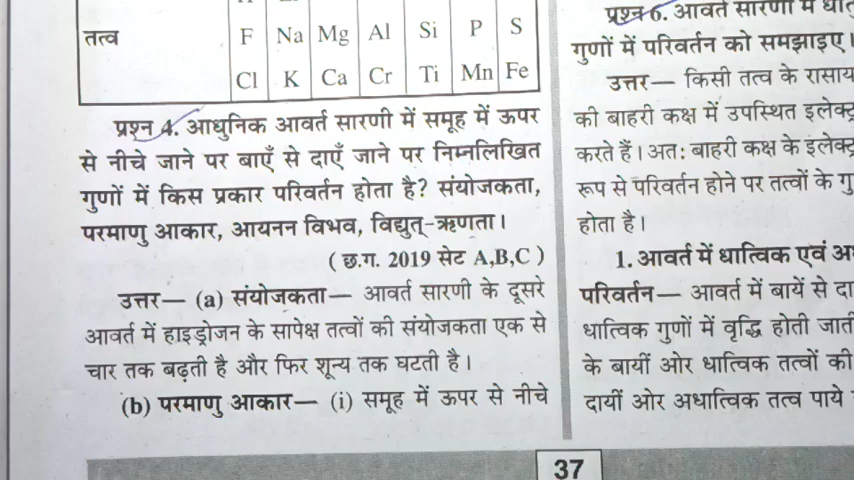 तत्व
F Na Mg Al Si P S
Cl K Ca Cr Ti Mn Fe
प्रश्न 4. आधुनिक आवर्त सारणी में समूह में ऊपर
से नीचे जाने पर बाएँ से दाएँ जाने पर निम्नलिखित
गुणों में किस प्रकार परिवर्तन होता है? संयोजकता,
परमाणु आकार, आयनन विभव, विद्युत्-ऋणता।
(छ.ग. 2019 सेट A,B,C)
उत्तर— (a) संयोजकता— आवर्त सारणी के दूसरे
आवर्त में हाइड्रोजन के सापेक्ष तत्वों की संयोजकता एक से
चार तक बढ़ती है और फिर शून्य तक घटती है।
(b) परमाणु आकार— (i) समूह में ऊपर से नीचे
प्रश्न 6. आवर्त सारणी में
गुणों में परिवर्तन को समझाइए।
उत्तर— किसी तत्व के
की बाहरी कक्ष में उपस्थित
करते हैं। अत: बाहरी कक्ष के
रूप से परिवर्तन होने पर तत्वों के
होता है।
1. आवर्त में धात्विक एवं
परिवर्तन— आवर्त में बायें से
धात्विक गुणों में वृद्धि होती
के बायीं ओर धात्विक तत्वों की
दायीं ओर अधात्विक तत्व पाये
37